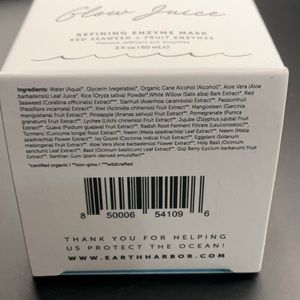 Glow Juice
REFINING ENZYME MASK
RED SEAWEED + FRUIT ENZYMES
2 fl oz | 60 mL
Ingredients: Water (Aqua)*, Glycerin (vegetable)*, Organic Cane Alcohol (Alcohol)*, Aloe Vera (Aloe
barbadensis) Leaf Juice*, Rice (Oryza sativa) Powder*, White Willow (Salix alba) Bark Extract*, Red
Seaweed (Corallina officinalis) Extract**, Starfruit (Averrhoa carambola) Extract*, Passionfruit
(Passiflora incarnata) Extract*, Kiwi (Actinidia chinensis) Fruit Extract*, Mangosteen (Garcinia
mangostana) Fruit Extract*, Pineapple (Ananas sativus) Fruit Extract*, Pomegranate (Punica
granatum) Fruit Extract*, Lychee (Litchi chinensis) Fruit Extract*, Jujube (Zizyphus jujuba) Fruit
Extract*, Guava (Psidium guajava) Fruit Extract*, Radish Root Ferment Filtrate (Leuconostoc)*,
Turmeric (Curcuma longa) Root Extract*, Neem (Melia azadirachta) Leaf Extract*, Neem (Melia
azadirachta) Flower Extract*, Ivy Gourd (Coccinia indica) Fruit Extract*, Eggplant (Solanum
melongena) Fruit Extract*, Aloe Vera (Aloe barbadensis) Flower Extract*, Holy Basil (Ocimum
sanctum) Leaf Extract*, Basil (Ocimum basilicum) Leaf Extract*, Goji Berry (Lycium barbarum) Fruit
Extract*, Xanthan Gum (plant-derived emulsifier)*.
*certified organic | **non-gmo | ***wildcrafted
8 50006 54109 6
THANK YOU FOR HELPING
US PROTECT THE OCEAN!
WWW.EARTHHARBOR.COM